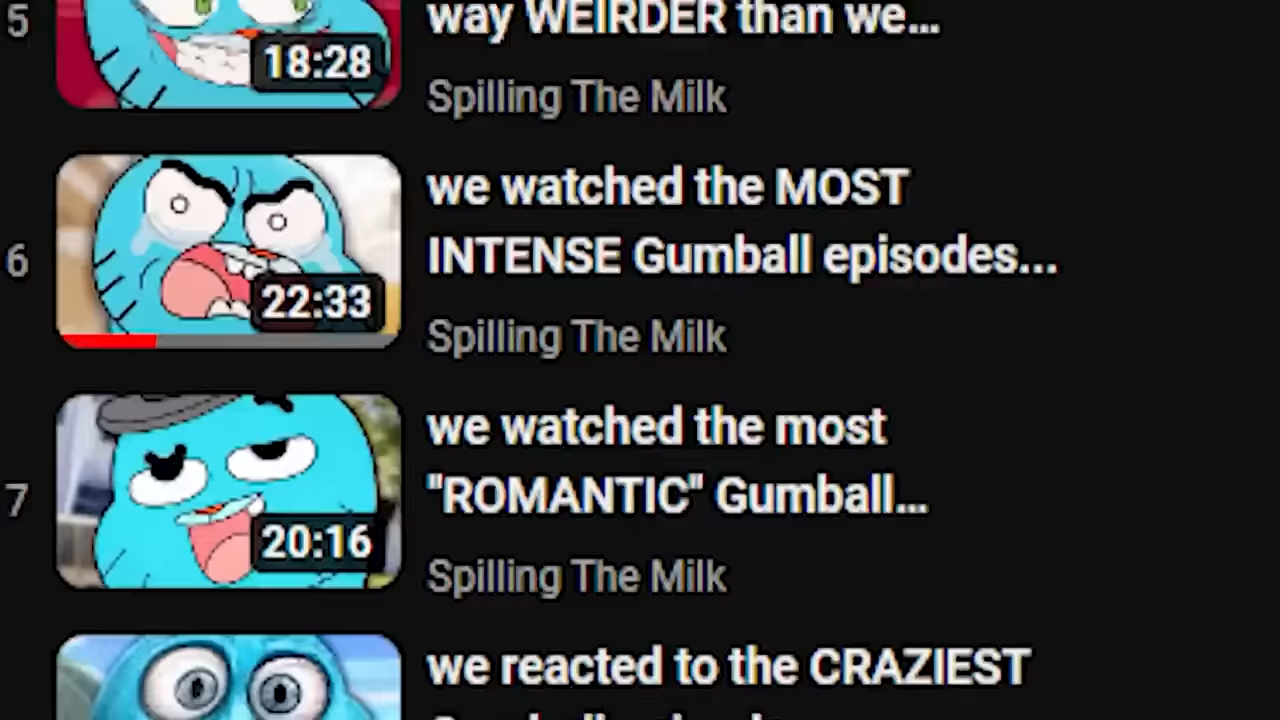 5
way WEIRDER than we...
18:28
Spilling The Milk
we watched the MOST
INTENSE Gumball episodes...
6
22:33
Spilling The Milk
we watched the most
"ROMANTIC" Gumball...
7
20:16
Spilling The Milk
we reacted to the CRAZIEST